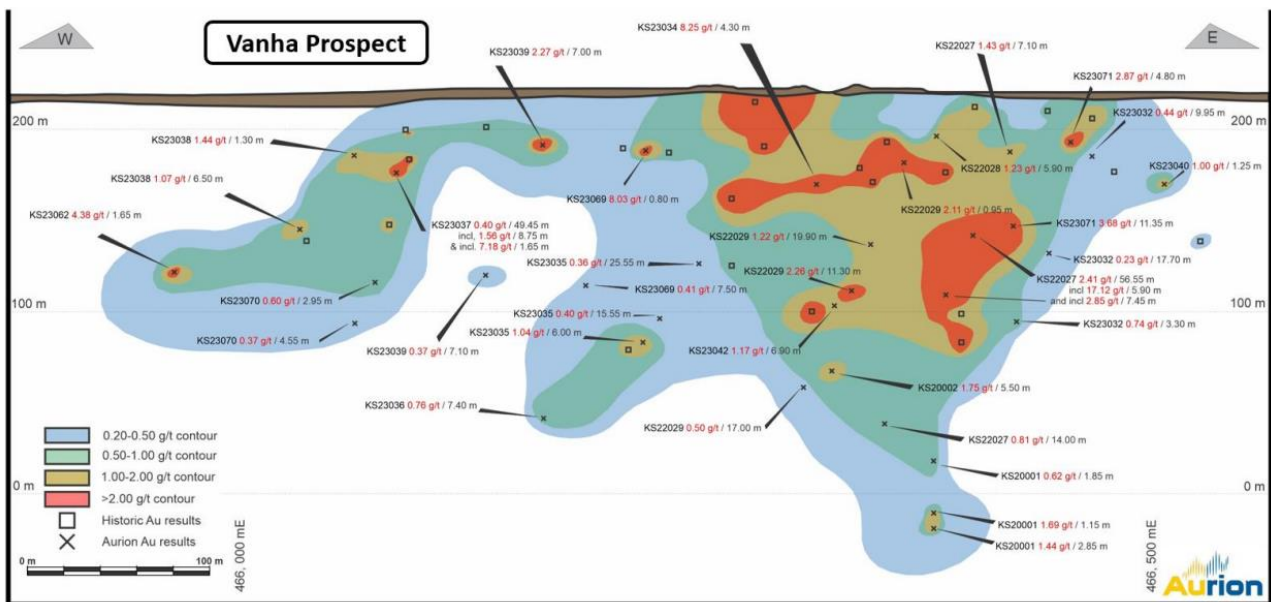 W
Vanha Prospect
E
KS23034 8.25 g/t / 4.30 m
KS23039 2.27 g/t / 7.00 m
KS22027 1.43 g/t / 7.10 m
KS23071 2.87 g/t / 4.80 m
KS23032 0.44 g/t / 9.95 m
200 m
200 m
KS23038 1.44 g/t / 1.30 m
KS22028 1.23 g/t / 5.90 m
KS23040 1.00 g/t / 1.25 m
KS23038 1.07 g/t / 6.50 m
KS23069 8.03 g/t / 0.80 m
KS22029 2.11 g/t / 0.95 m
KS23062 4.38 g/t / 1.65 m
KS23037 0.40 g/t / 49.45 m
incl, 1.56 g/t / 8.75 m
& incl. 7.18 g/t / 1.65 m
KS23071 3.68 g/t / 11.35 m
KS22029 1.22 g/t / 19.90 m
KS23035 0.36 g/t / 25.55 m
KS23032 0.23 g/t / 17.70 m
KS22029 2.26 g/t / 11.30 m
KS22027 2.41 g/t / 56.55 m
incl 17.12 g/t / 5.90 m
and incl 2.85 g/t / 7.45 m
KS23069 0.41 g/t / 7.50 m
KS23070 0.60 g/t / 2.95 m
100 m
100 m
KS23035 0.40 g/t / 15.55 m
KS23032 0.74 g/t / 3.30 m
KS23035 1.04 g/t / 6.00 m
KS23070 0.37 g/t / 4.55 m
KS23039 0.37 g/t / 7.10 m
KS23042 1.17 g/t / 6.90 m
KS20002 1.75 g/t / 5.50 m
KS23036 0.76 g/t / 7.40 m
KS22029 0.50 g/t / 17.00 m
KS22027 0.81 g/t / 14.00 m
KS20001 0.62 g/t / 1.85 m
0.20-0.50 g/t contour
0.50-1.00 g/t contour
1.00-2.00 g/t contour
>2.00 g/t contour
Historic Au results
Aurion Au results
0 m
0 m
KS20001 1.69 g/t / 1.15 m
KS20001 1.44 g/t / 2.85 m
0 m
100 m
466, 000 mE
466, 500 mE
Aurion